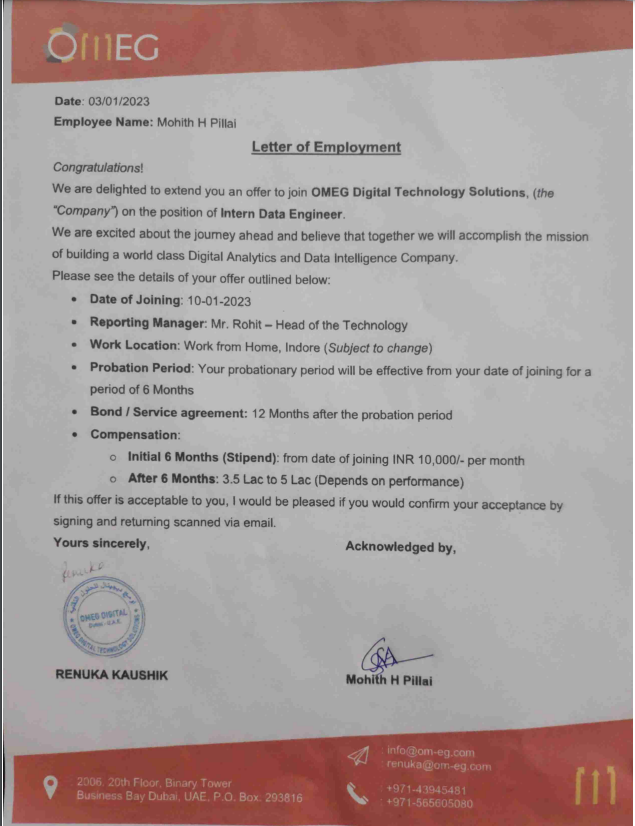 OMEG
Date: 03/01/2023
Employee Name: Mohith H Pillai
Letter of Employment
Congratulations!
We are delighted to extend you an offer to join OMEG Digital Technology Solutions, (the
"Company") on the position of Intern Data Engineer.
We are excited about the journey ahead and believe that together we will accomplish the mission
of building a world class Digital Analytics and Data Intelligence Company.
Please see the details of your offer outlined below:
• Date of Joining: 10-01-2023
• Reporting Manager: Mr. Rohit – Head of the Technology
• Work Location: Work from Home, Indore (Subject to change)
• Probation Period: Your probationary period will be effective from your date of joining for a
period of 6 Months
• Bond / Service agreement: 12 Months after the probation period
• Compensation:
o Initial 6 Months (Stipend): from date of joining INR 10,000/- per month
o After 6 Months: 3.5 Lac to 5 Lac (Depends on performance)
If this offer is acceptable to you, I would be pleased if you would confirm your acceptance by
signing and returning scanned via email.
Yours sincerely,
Acknowledged by,
Renuka
OMEG DIGITAL
DUBAI - U.A.E.
OMEG DIGITAL TECHNOLOGY SOLUTIONS
RENUKA KAUSHIK
Mohith H Pillai
2006, 20th Floor, Binary Tower
Business Bay Dubai, UAE, P.O. Box: 293816
: info@om-eg.com
: renuka@om-eg.com
: +971-43945481
: +971-565605080